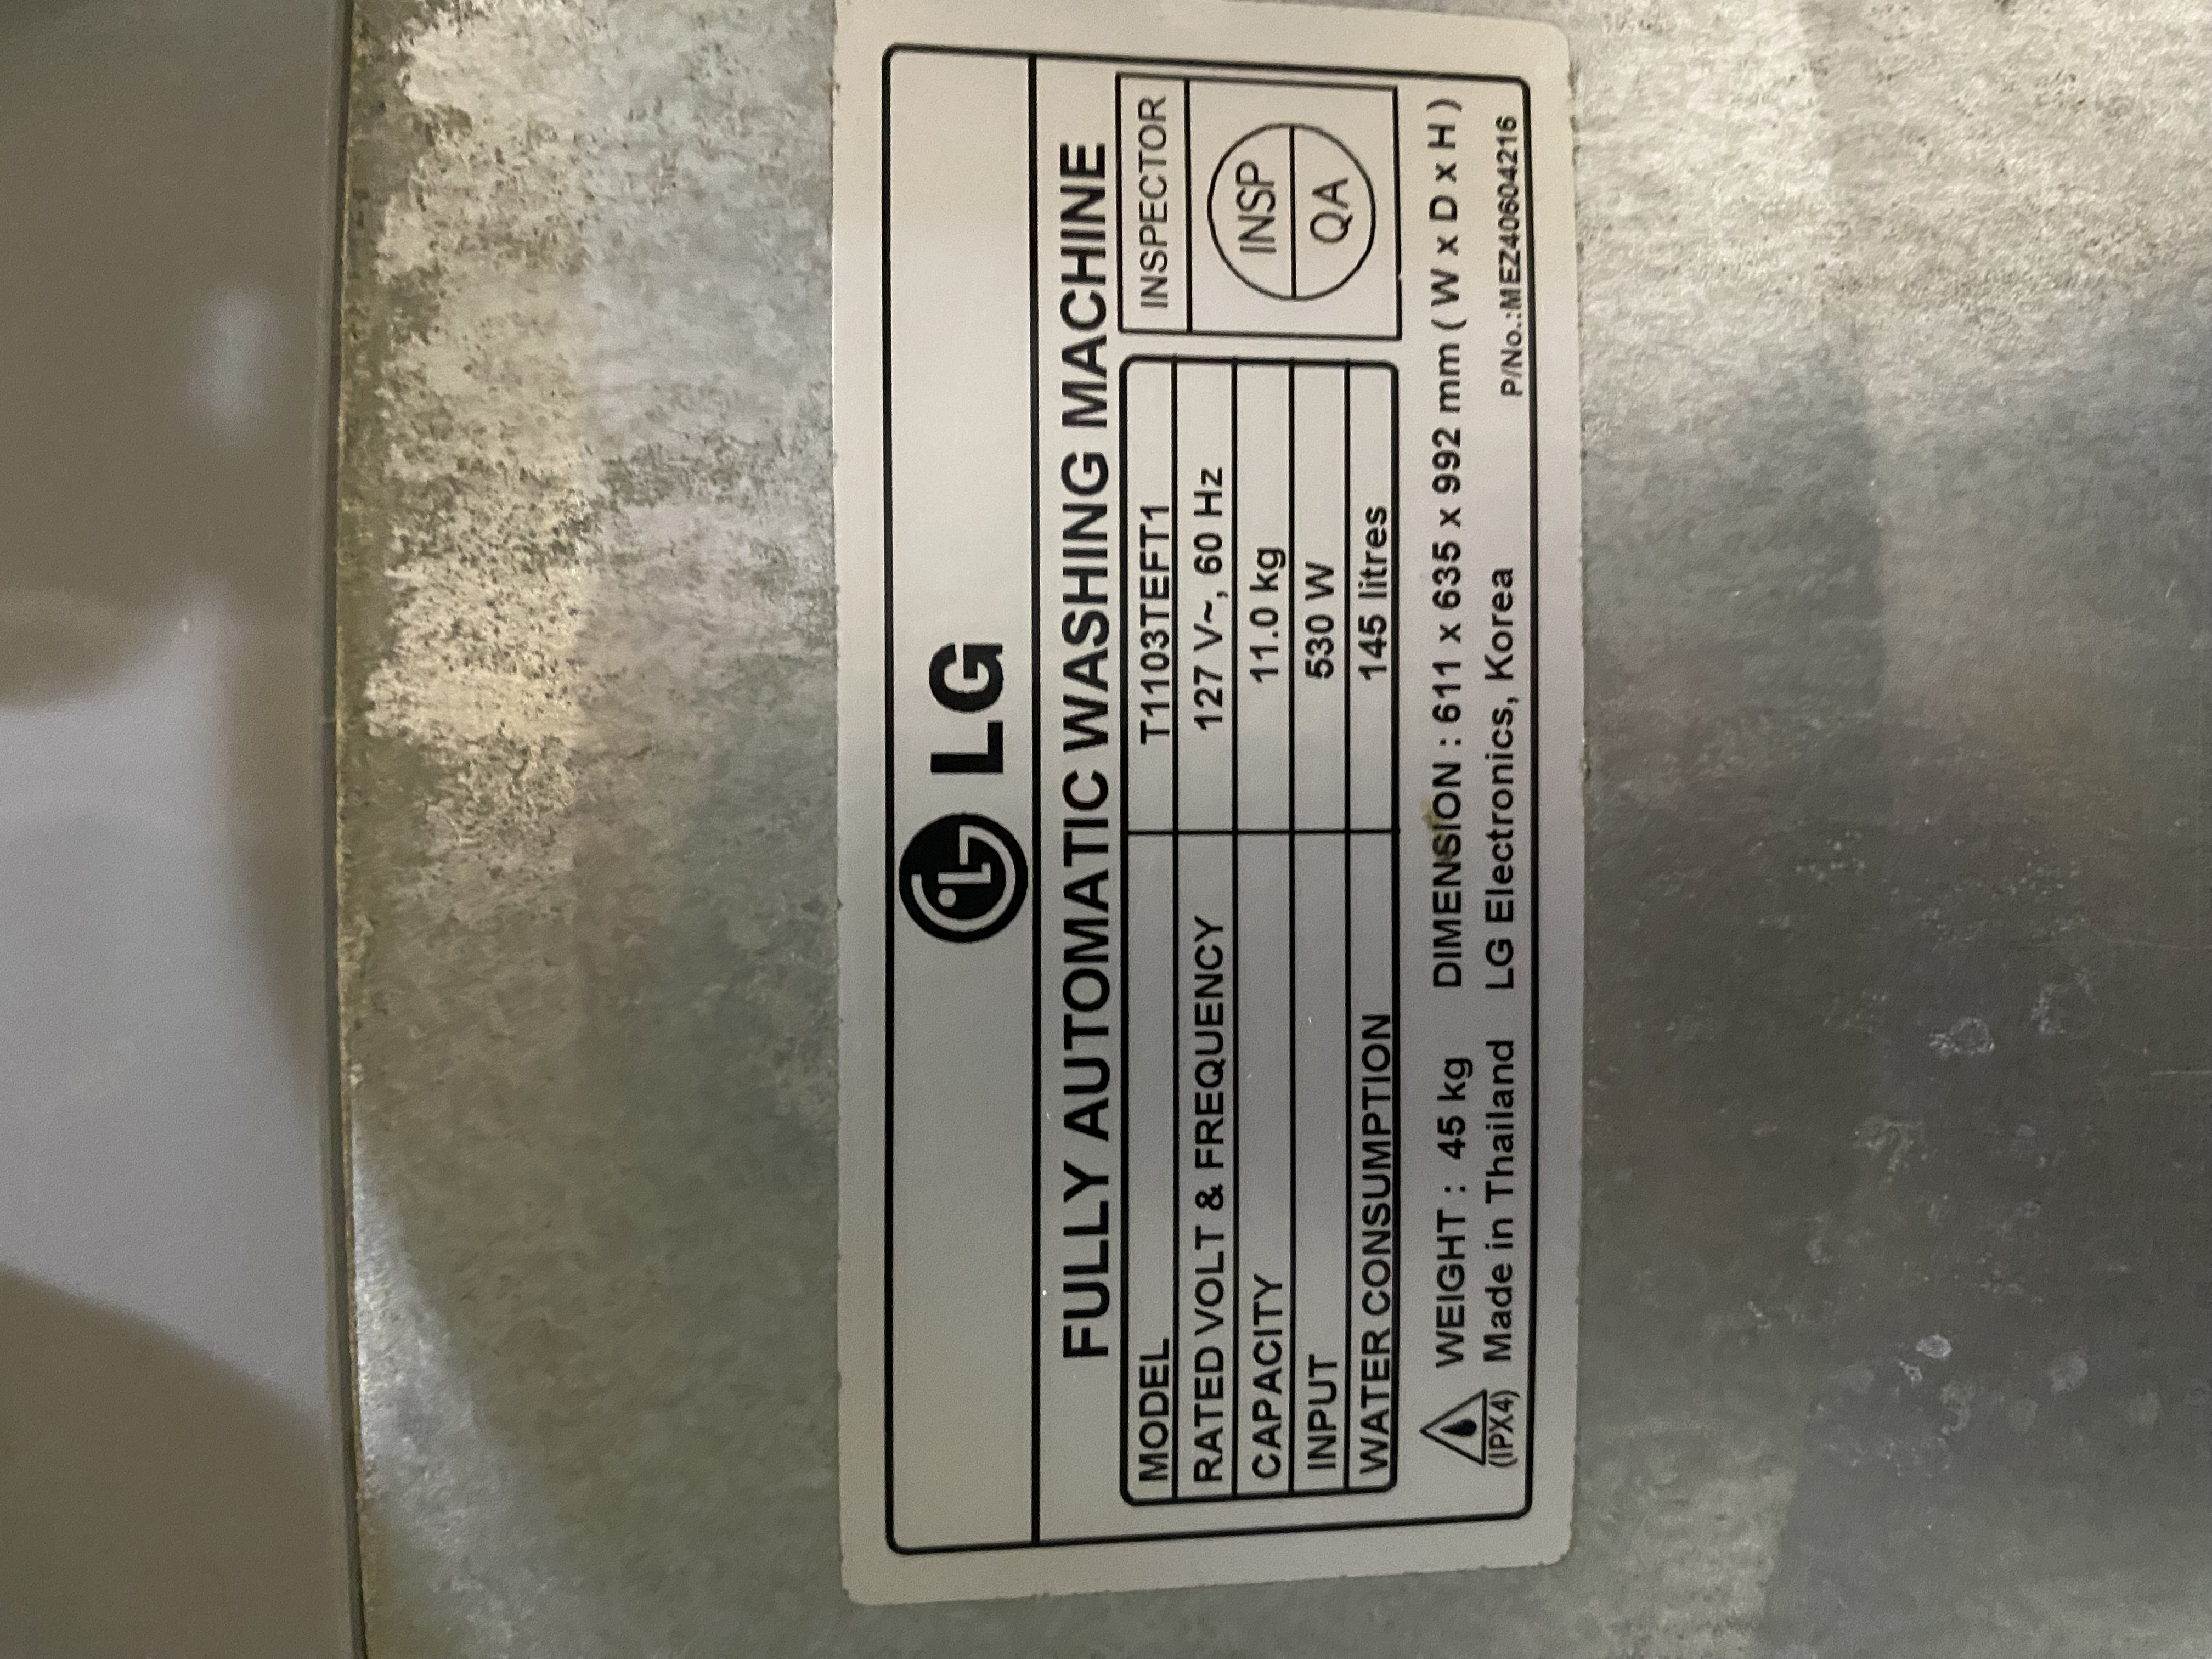 LG
FULLY AUTOMATIC WASHING MACHINE
MODEL T1103TEFT1
RATED VOLT & FREQUENCY 127 V~, 60 Hz
CAPACITY 11.0 kg
INPUT 530 W
WATER CONSUMPTION 145 litres
INSPECTOR
INSP
QA
WEIGHT : 45 kg DIMENSION : 611 x 635 x 992 mm ( W x D x H )
(IPX4) Made in Thailand LG Electronics, Korea P/No.:MEZ40604216